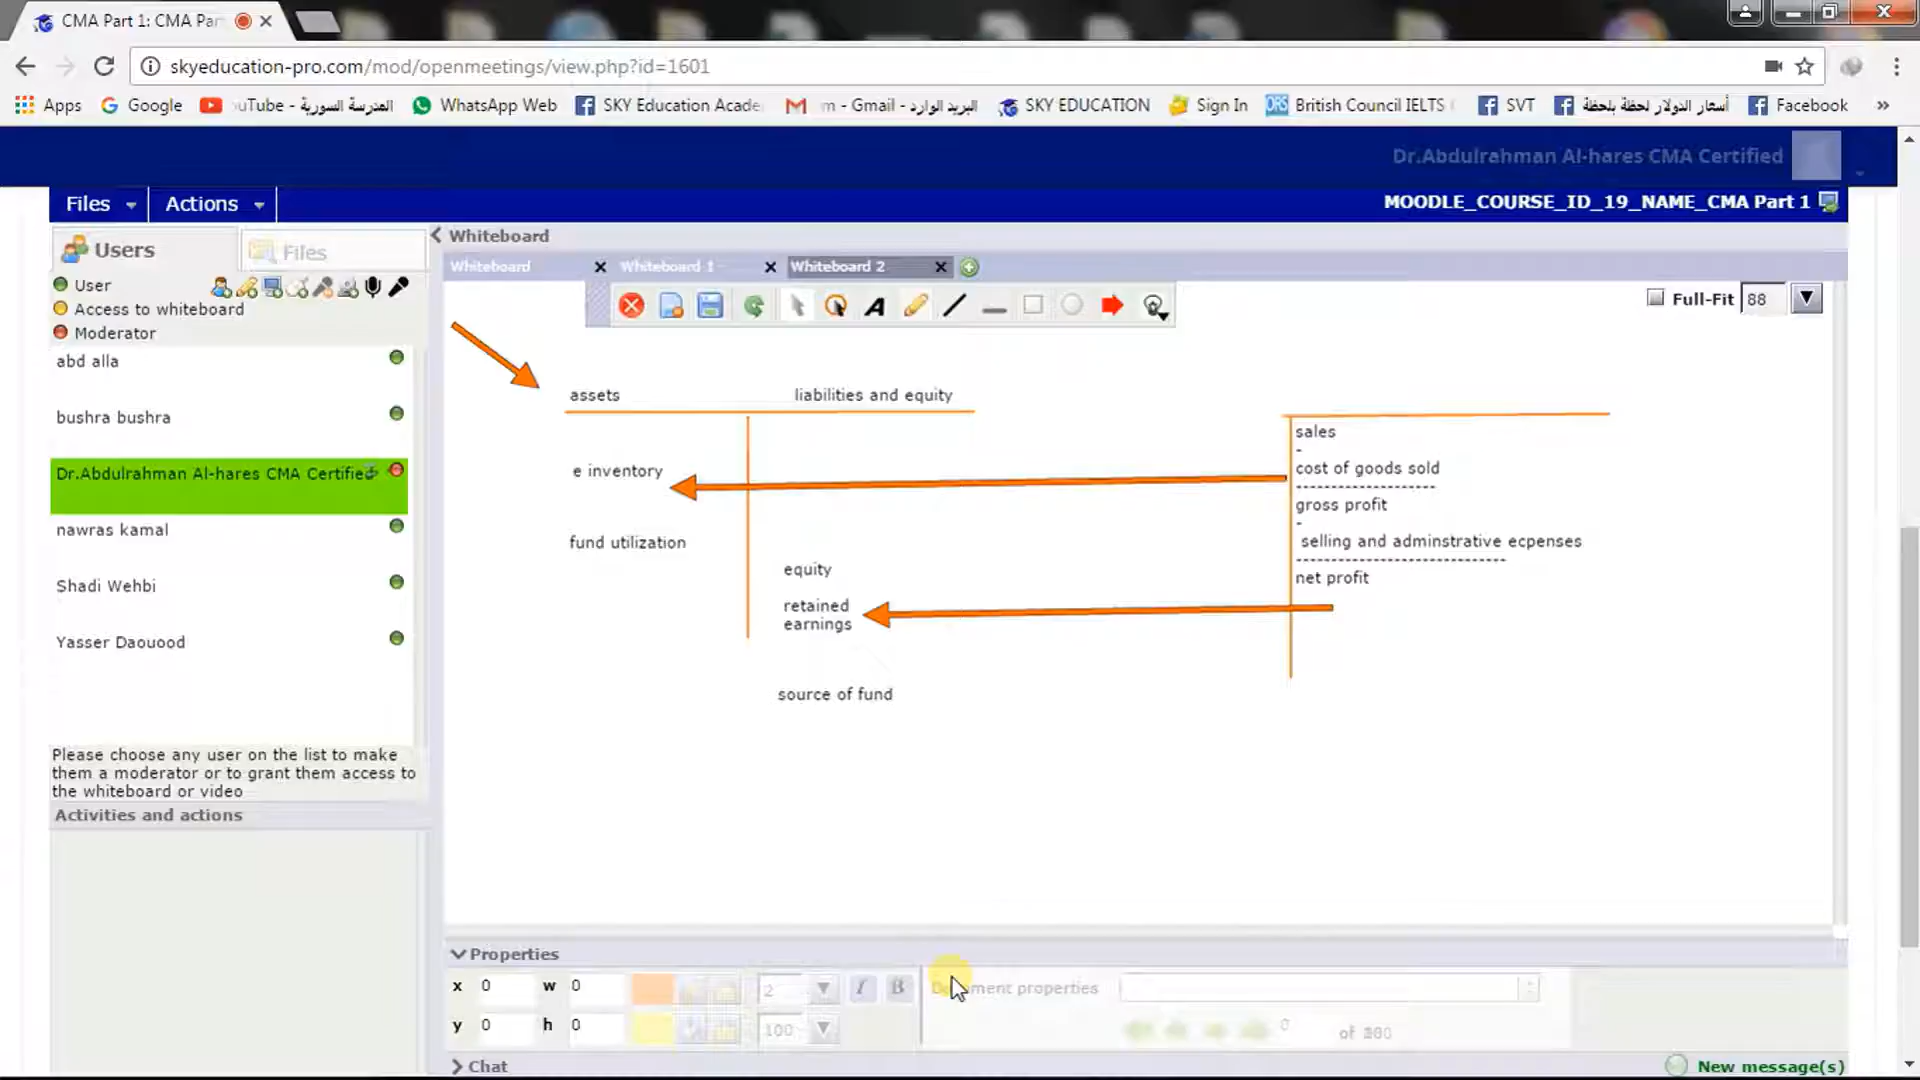 CMA Part 1: CMA Par
skyeducation-pro.com/mod/openmeetings/view.php?id=1601
Apps Google المدرسة السورية - ouTube WhatsApp Web SKY Education Acade m - Gmail - البريد الوارد SKY EDUCATION Sign In British Council IELTS SVT أسعار الدولار لحظة بلحظة Facebook »
Dr.Abdulrahman Al-hares CMA Certified
Files Actions MOODLE_COURSE_ID_19_NAME_CMA Part 1
Users Files
Whiteboard
Whiteboard Whiteboard 1 Whiteboard 2
User
Access to whiteboard
Moderator
A
Full-Fit 88
abd alla
bushra bushra
Dr.Abdulrahman Al-hares CMA Certified
nawras kamal
Shadi Wehbi
Yasser Daouood
assets liabilities and equity
e inventory
fund utilization
equity
retained
earnings
source of fund
sales
-
cost of goods sold
--------------------
gross profit
-
selling and adminstrative ecpenses
------------------------------
net profit
Please choose any user on the list to make
them a moderator or to grant them access to
the whiteboard or video
Activities and actions
Properties
x 0 w 0 2 I B ment properties
y 0 h 0 100 0 of
Chat New message(s)